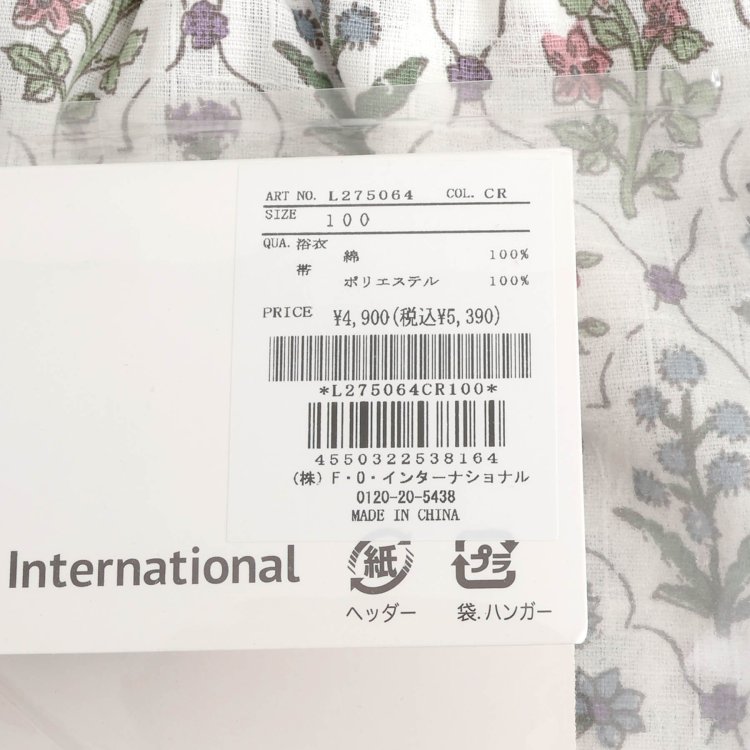 ART NO. L275064 COL. CR
SIZE 100
QUA. 浴衣 綿 100%
帯 ポリエステル 100%
PRICE ¥4,900(税込¥5,390)
*L275064CR100*
4550322538164
(株) F・O・インターナショナル
0120-20-5438
MADE IN CHINA
International 紙 プラ
ヘッダー 袋.ハンガー